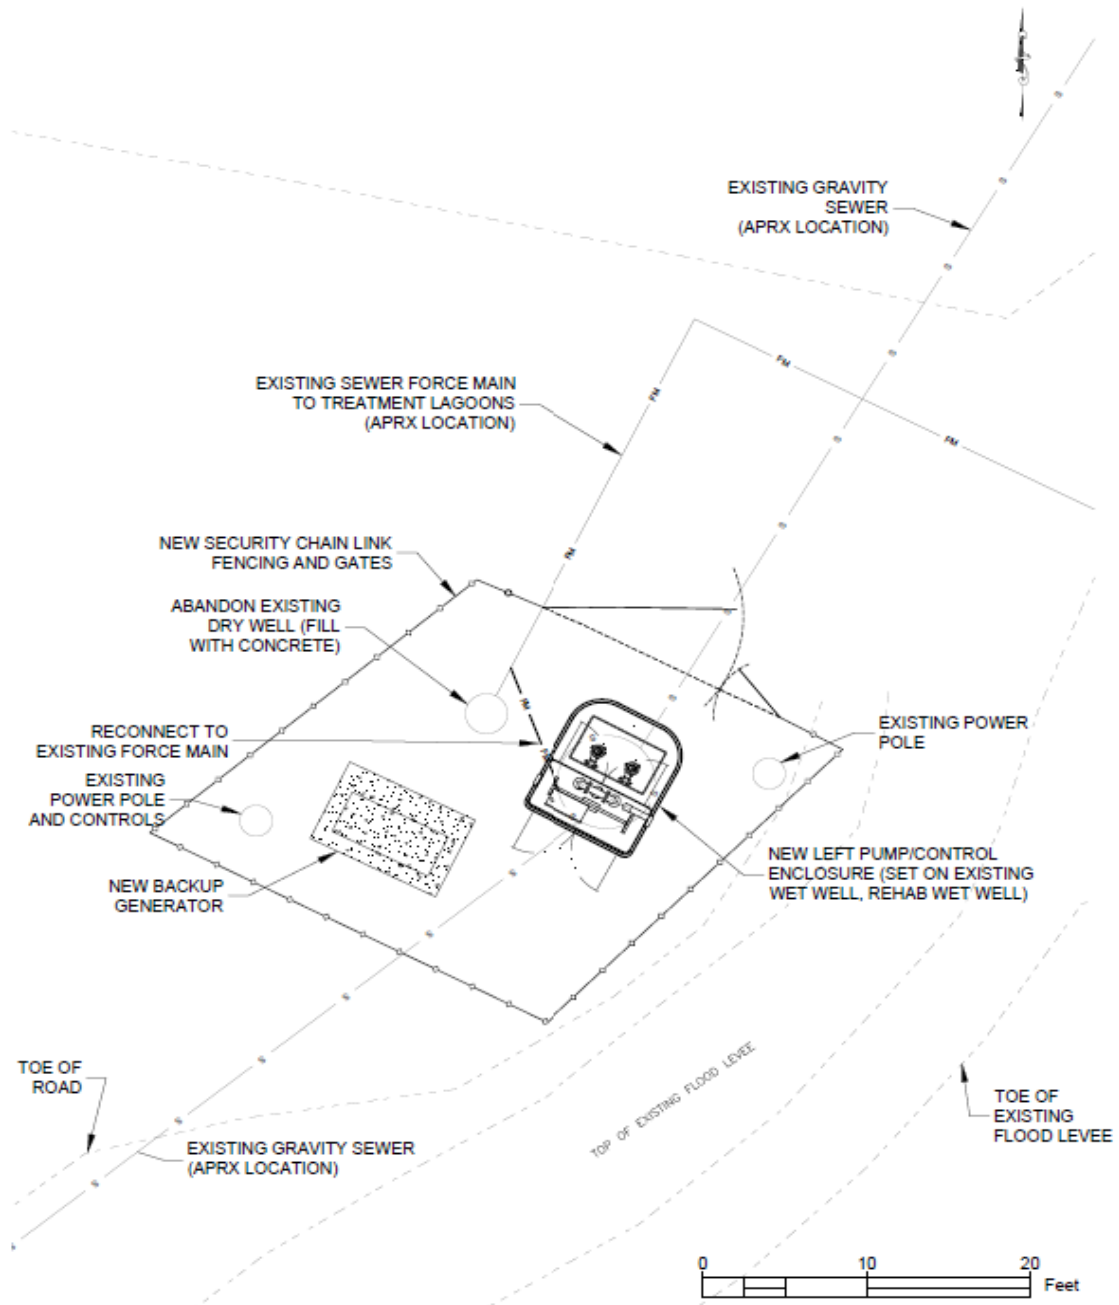 EXISTING GRAVITY
SEWER
(APRX LOCATION)
S
S
S
S
S
S
S
S
EXISTING SEWER FORCE MAIN
TO TREATMENT LAGOONS
(APRX LOCATION)
FM
FM
FM
FM
NEW SECURITY CHAIN LINK
FENCING AND GATES
ABANDON EXISTING
DRY WELL (FILL
WITH CONCRETE)
FM
RECONNECT TO
EXISTING FORCE MAIN
EXISTING POWER
POLE
EXISTING
POWER POLE
AND CONTROLS
NEW BACKUP
GENERATOR
NEW LEFT PUMP/CONTROL
ENCLOSURE (SET ON EXISTING
WET WELL, REHAB WET WELL)
S
S
S
S
S
S
TOE OF
ROAD
EXISTING GRAVITY SEWER
(APRX LOCATION)
TOP OF EXISTING FLOOD LEVEE
TOE OF
EXISTING
FLOOD LEVEE
0 10 20
Feet